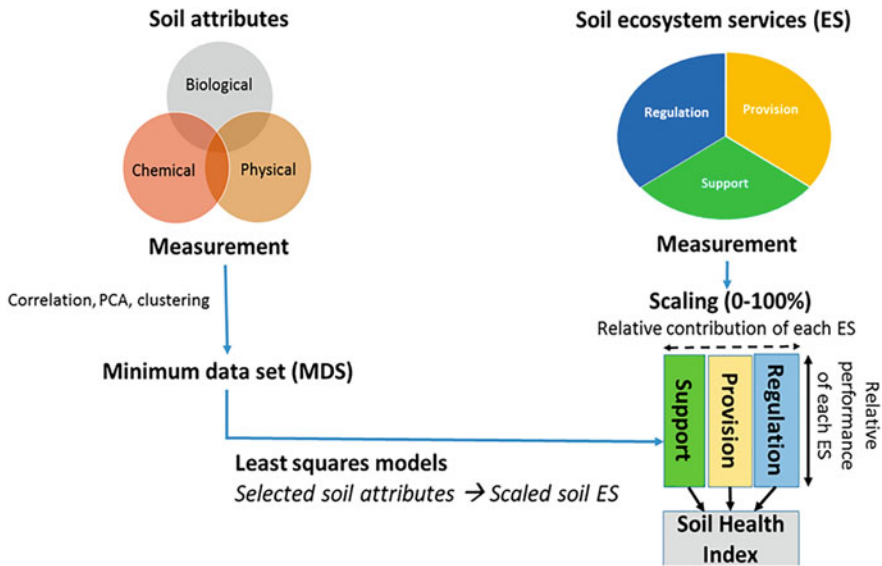 Soil attributes
Biological
Chemical
Physical
Measurement
Correlation, PCA, clustering
Minimum data set (MDS)
Least squares models
Selected soil attributes → Scaled soil ES
Soil ecosystem services (ES)
Regulation
Provision
Support
Measurement
Scaling (0-100%)
Relative contribution of each ES
Support
Provision
Regulation
Relative
performance
of each ES
Soil Health
Index